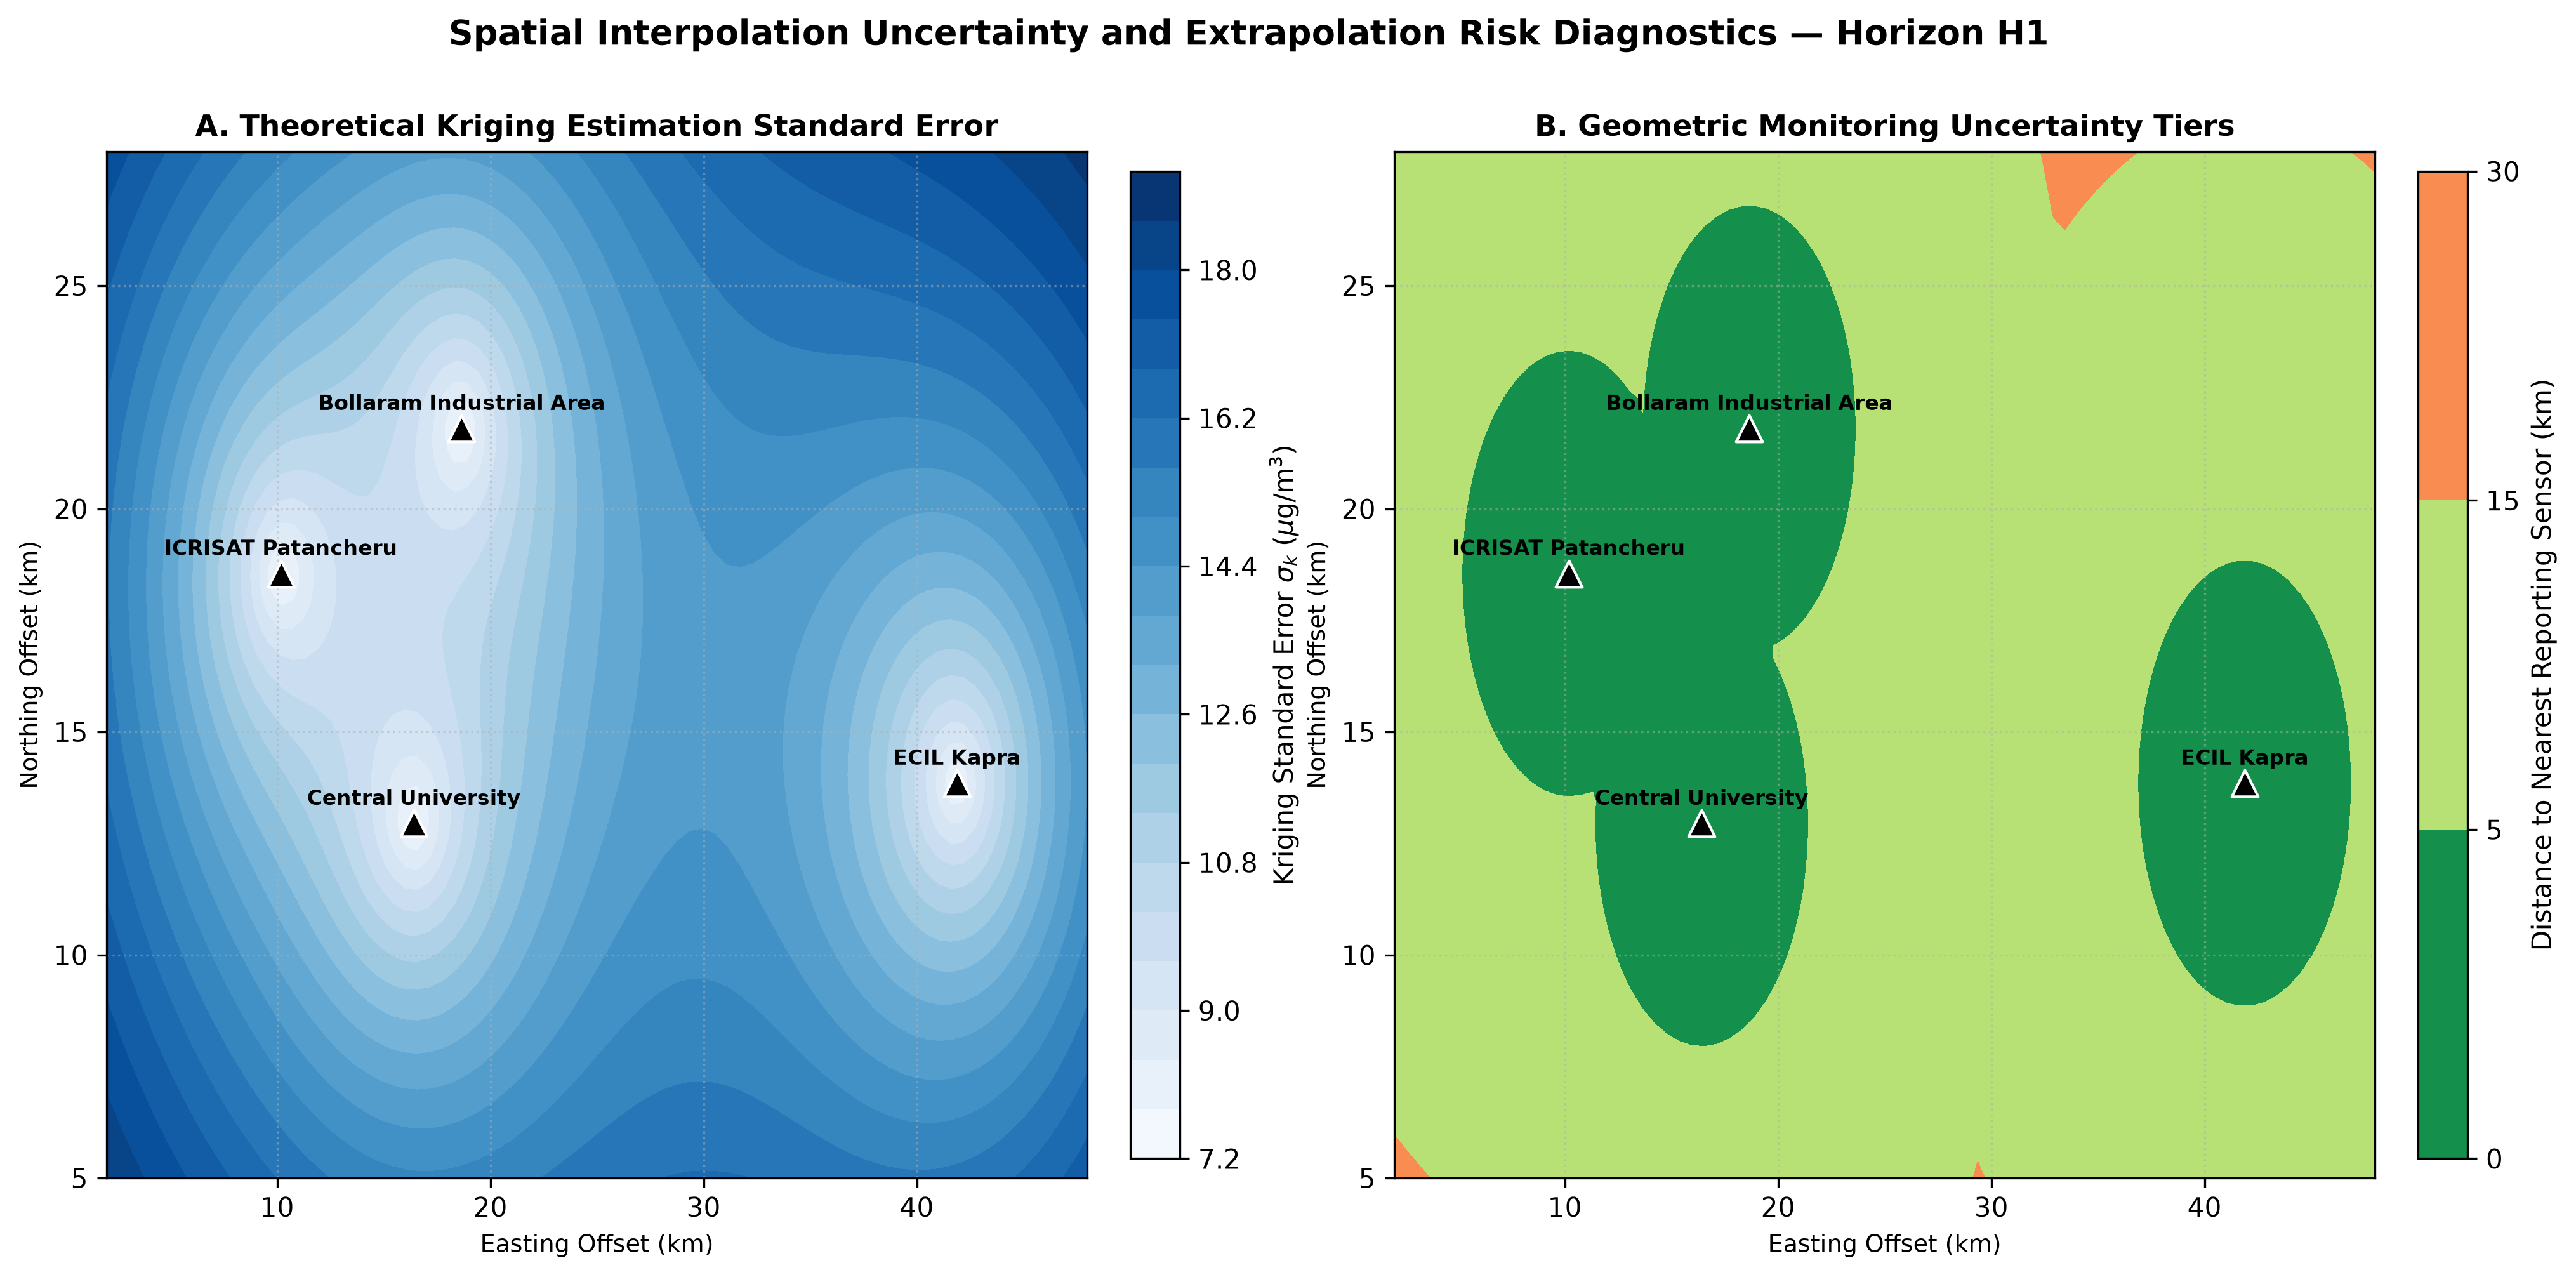 Spatial Interpolation Uncertainty and Extrapolation Risk Diagnostics — Horizon H1
A. Theoretical Kriging Estimation Standard Error
Northing Offset (km)
25
20
15
10
5
Bollaram Industrial Area
ICRISAT Patancheru
ECIL Kapra
Central University
10
20
30
40
Easting Offset (km)
18.0
16.2
14.4
12.6
10.8
9.0
7.2
Kriging Standard Error σₖ (μg/m³)
B. Geometric Monitoring Uncertainty Tiers
Northing Offset (km)
25
20
15
10
5
Bollaram Industrial Area
ICRISAT Patancheru
ECIL Kapra
Central University
10
20
30
40
Easting Offset (km)
30
15
5
0
Distance to Nearest Reporting Sensor (km)